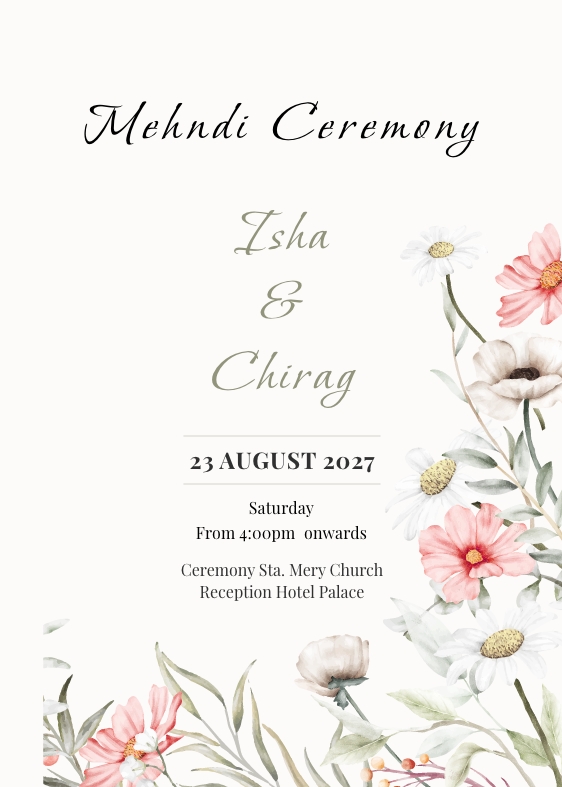 Mehndi Ceremony
Isha
&
Chirag
23 AUGUST 2027
Saturday
From 4:00pm onwards
Ceremony Sta. Mery Church
Reception Hotel Palace